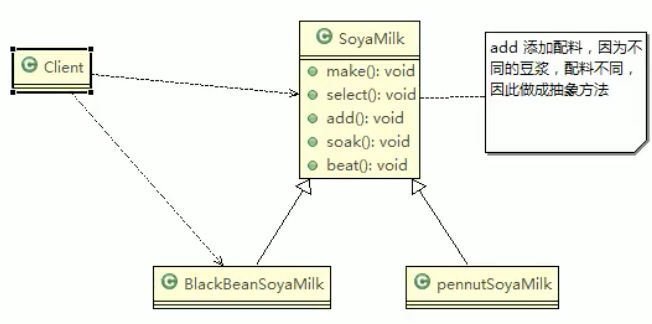 Client
SoyaMilk
make(): void
select(): void
add(): void
soak(): void
beat(): void
add 添加配料，因为不
同的豆浆，配料不同，
因此做成抽象方法
BlackBeanSoyaMilk
pennutSoyaMilk